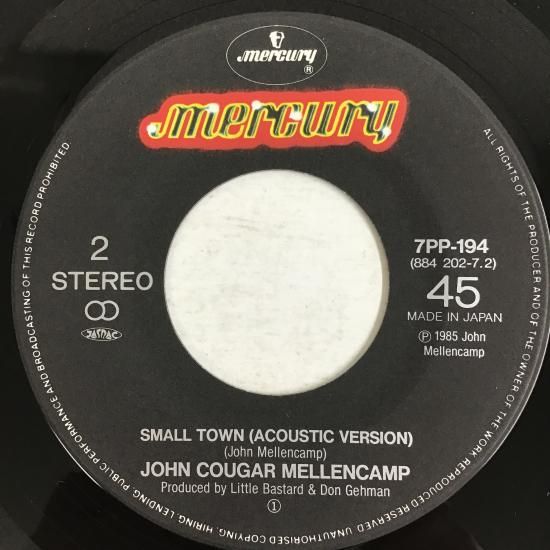 mercury
®
mercury
2
STEREO
JASRAC
7PP-194
(884 202-7.2)
45
MADE IN JAPAN
Ⓟ 1985 John
Mellencamp
SMALL TOWN (ACOUSTIC VERSION)
(John Mellencamp)
JOHN COUGAR MELLENCAMP
Produced by Little Bastard & Don Gehman
①
ALL RIGHTS OF THE PRODUCER AND OF THE OWNER OF THE WORK REPRODUCED RESERVED UNAUTHORISED COPYING, HIRING, LENDING, PUBLIC PERFORMANCE AND BROADCASTING OF THIS RECORD PROHIBITED.